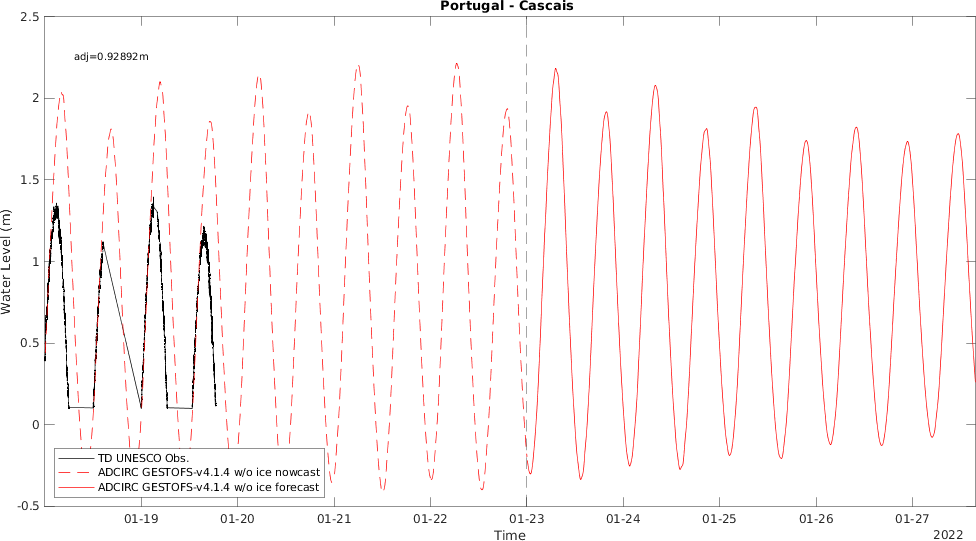 Portugal - Cascais
adj=0.92892m
2.5
2
1.5
1
0.5
0
-0.5
Water Level (m)
TD UNESCO Obs.
ADCIRC GESTOFS-v4.1.4 w/o ice nowcast
ADCIRC GESTOFS-v4.1.4 w/o ice forecast
01-19 01-20 01-21 01-22 01-23 01-24 01-25 01-26 01-27
Time
2022